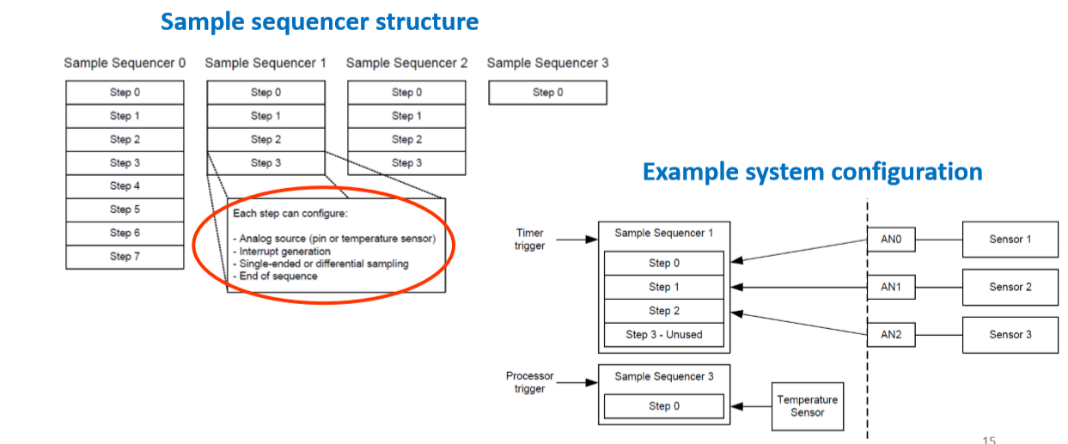 Sample sequencer structure
Sample Sequencer 0 Sample Sequencer 1 Sample Sequencer 2 Sample Sequencer 3
Step 0 Step 0 Step 0 Step 0
Step 1 Step 1 Step 1
Step 2 Step 2 Step 2
Step 3 Step 3 Step 3
Step 4
Step 5
Step 6
Step 7
Each step can configure:
- Analog source (pin or temperature sensor)
- Interrupt generation
- Single-ended or differential sampling
- End of sequence
Example system configuration
Timer
trigger
Sample Sequencer 1
Step 0
Step 1
Step 2
Step 3 - Unused
AN0 Sensor 1
AN1 Sensor 2
AN2 Sensor 3
Processor
trigger
Sample Sequencer 3
Step 0
Temperature
Sensor
15